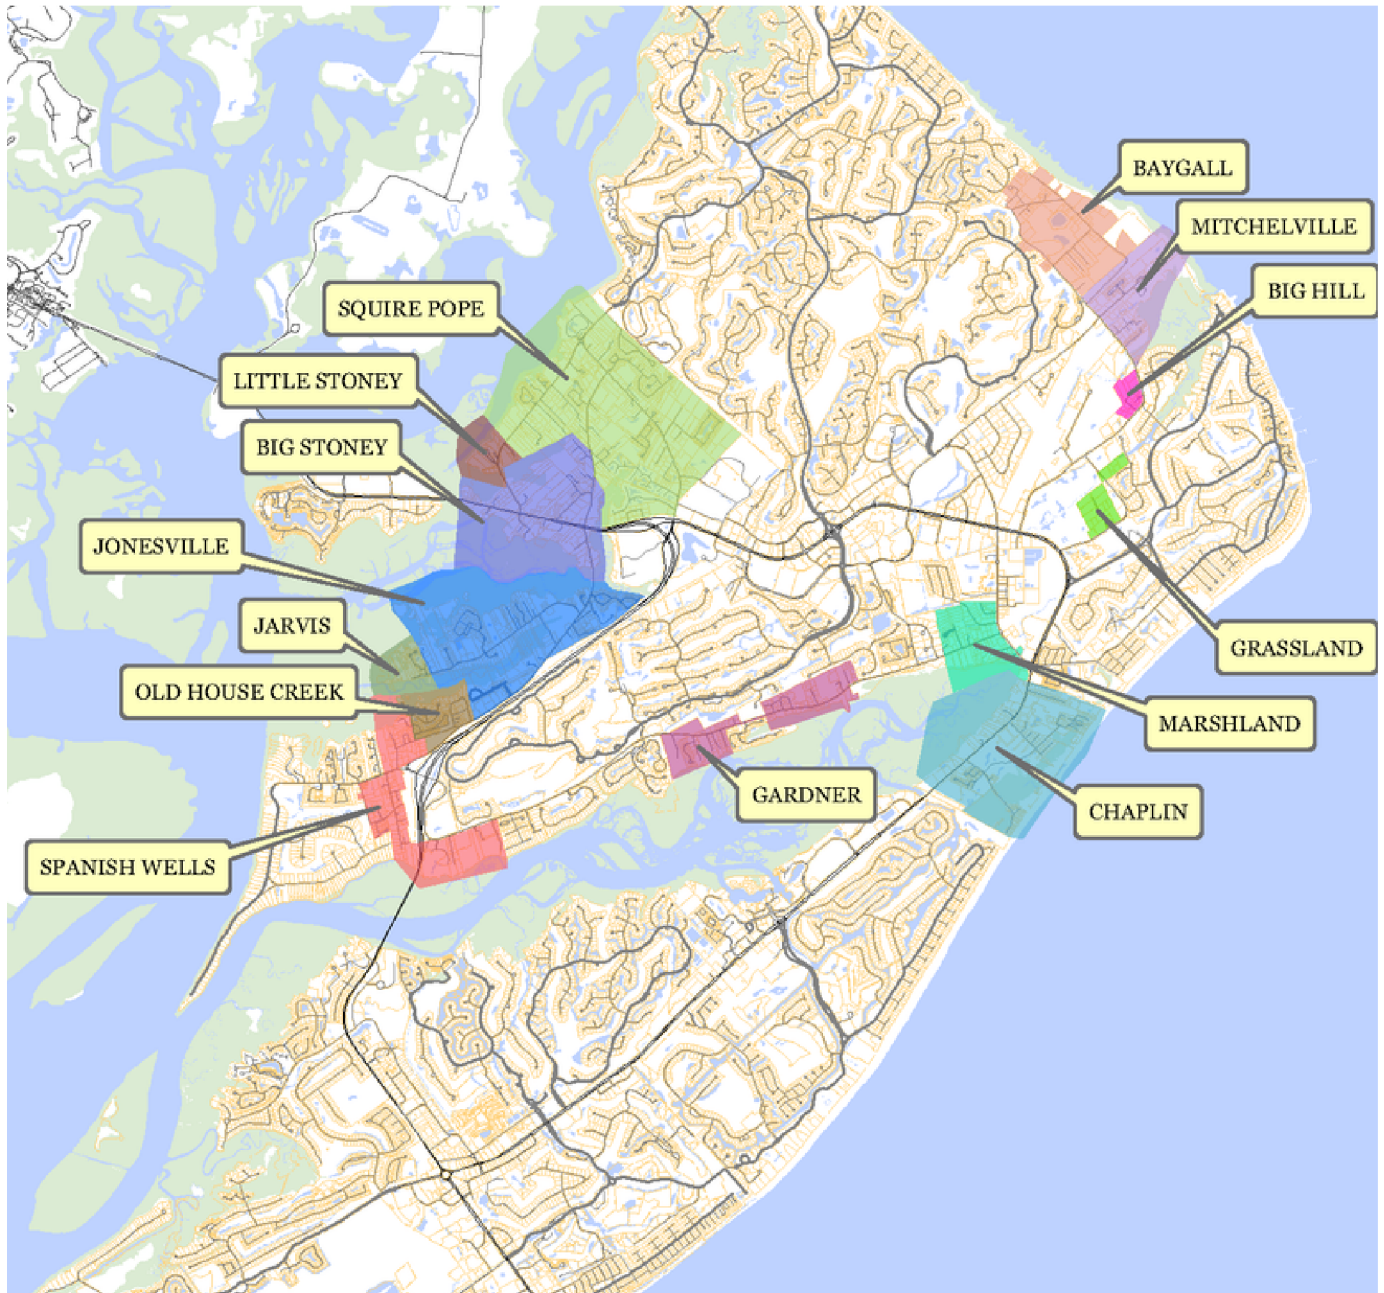 BAYGALL
MITCHELVILLE
BIG HILL
SQUIRE POPE
LITTLE STONEY
BIG STONEY
JONESVILLE
JARVIS
GRASSLAND
OLD HOUSE CREEK
MARSHLAND
GARDNER
CHAPLIN
SPANISH WELLS